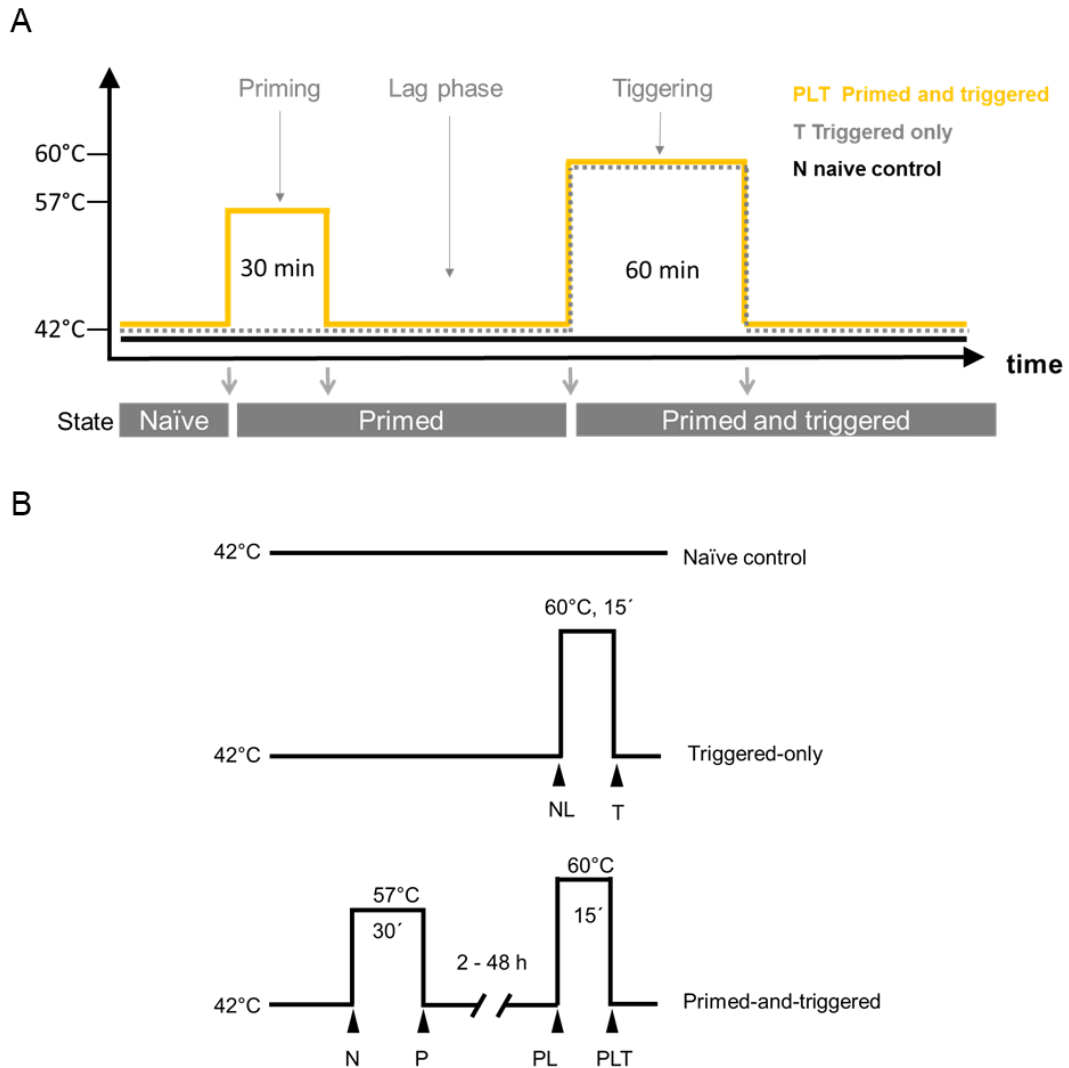 A
Priming
Lag phase
Tiggering
PLT Primed and triggered
T Triggered only
N naive control
60°C
57°C
42°C
30 min
60 min
time
State
Naïve
Primed
Primed and triggered
B
42°C
Naïve control
60°C, 15´
42°C
Triggered-only
NL
T
57°C
30´
2 - 48 h
60°C
15´
42°C
Primed-and-triggered
N
P
PL
PLT